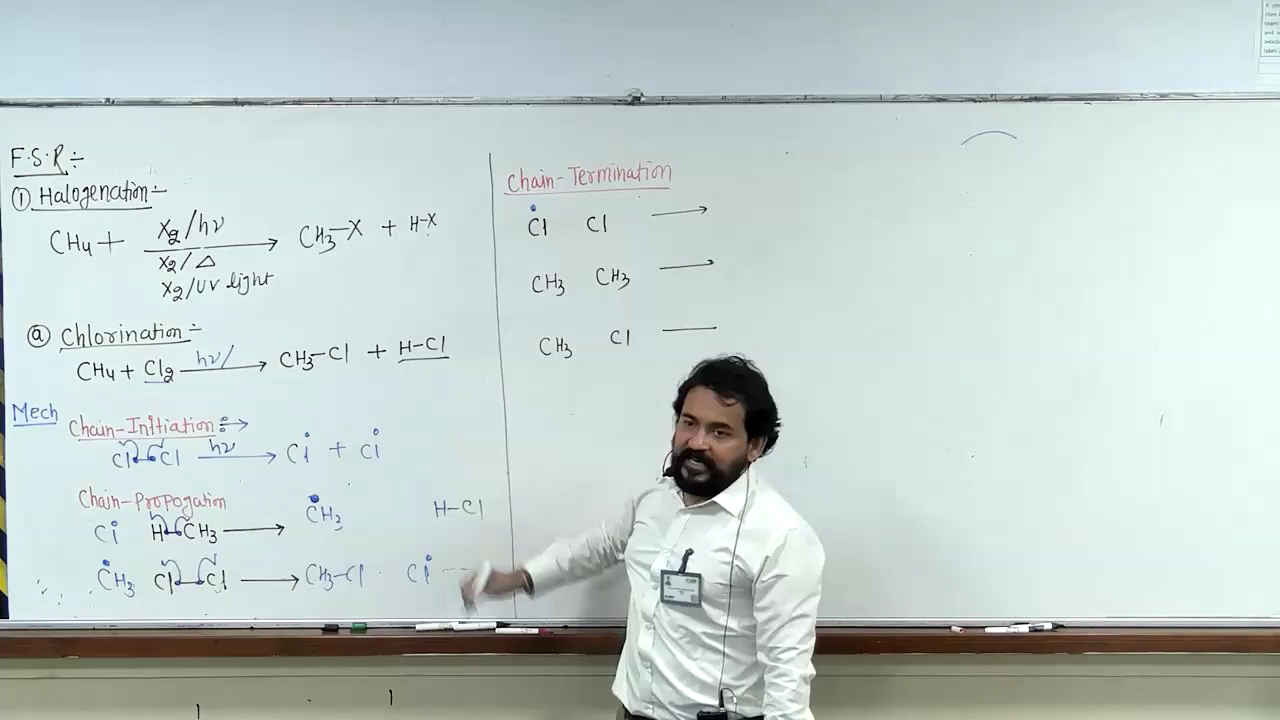 F.S.R÷
① Halogenation:-
CH4 + X2/hν → CH3-X + H-X
X2/△
X2/UV light
ⓐ Chlorination:-
CH4 + Cl2 hν/ → CH3-Cl + H-Cl
Mech
Chain-Initiation
Cl-Cl hν → Cl• + Cl•
Chain-Propogation
Cl• H-CH3 → •CH3 H-Cl
•CH3 Cl-Cl → CH3-Cl Cl•
Chain-Termination
•Cl Cl →
CH3 CH3 →
CH3 Cl —